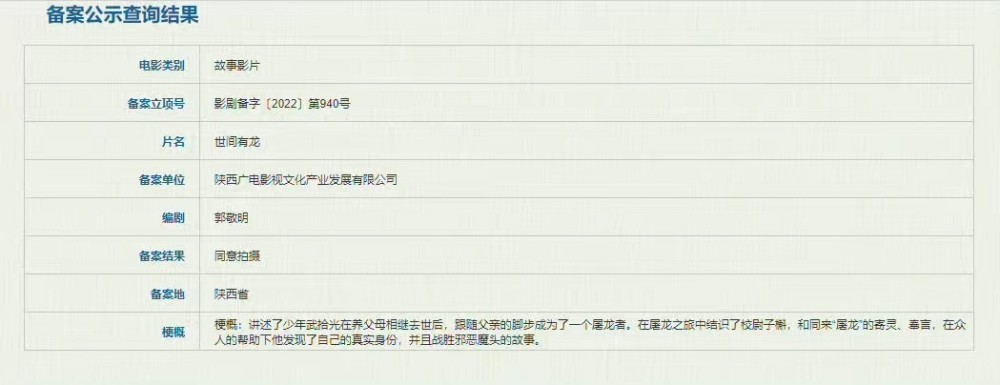 备案公示查询结果
电影类别 故事影片
备案立项号 影剧备字〔2022〕第940号
片名 世间有龙
备案单位 陕西广电影视文化产业发展有限公司
编剧 郭敬明
备案结果 同意拍摄
备案地 陕西省
梗概 梗概：讲述了少年武拾光在养父母相继去世后，跟随父亲的脚步成为了一个屠龙者。在屠龙之旅中结识了校尉子槲，和同来“屠龙”的寄灵、奉言，在众
人的帮助下他发现了自己的真实身份，并且战胜邪恶魔头的故事。